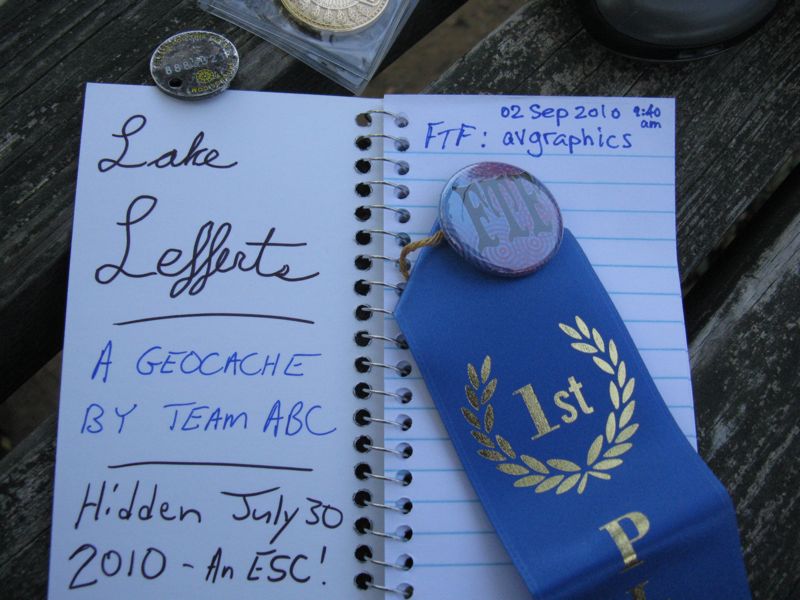 Lake
Lefferts
A GEOCACHE
BY TEAM ABC
Hidden July 30
2010 - An ESC!
02 Sep 2010 9:40
am
FTF: avgraphics
FTF
1st
P